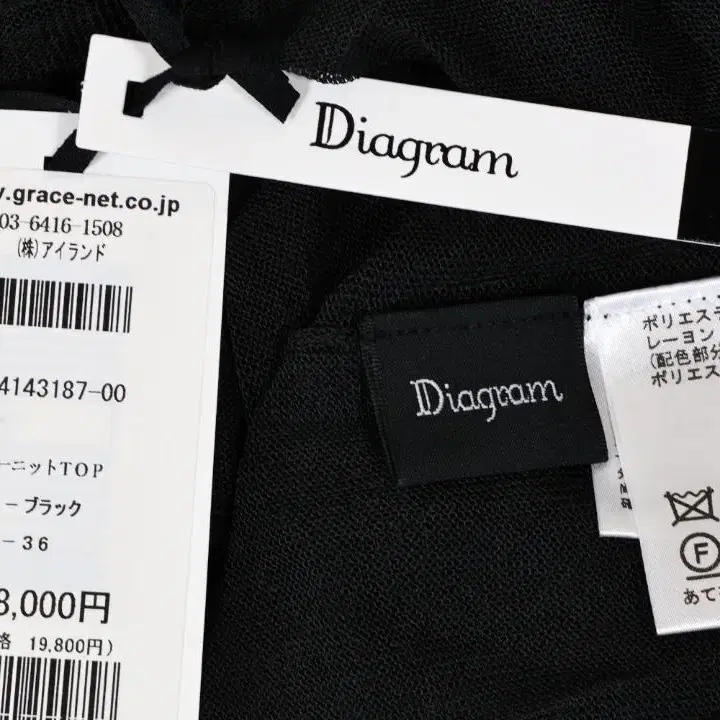 Diagram
.grace-net.co.jp
03-6416-1508
(株)アイランド
4143187-00
ーニットTOP
-ブラック
-36
8,000円
格 19,800円)
Diagram
ポリエステ
レーヨン
(配色部分
ポリエス
F
あて